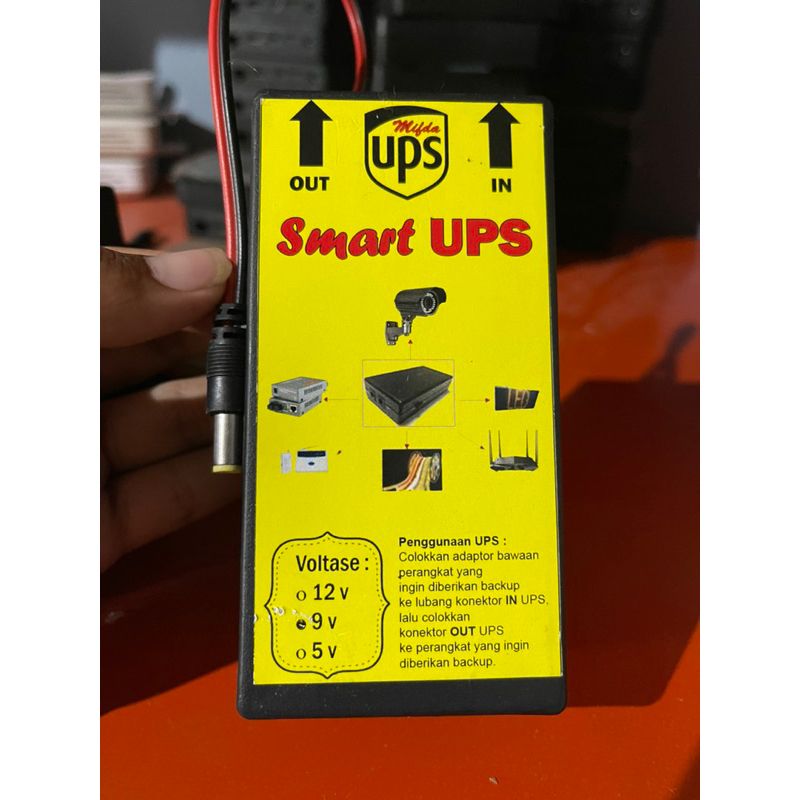 Mifda
ups
OUT
IN
Smart UPS
LED
Voltase :
o 12 v
● 9 v
o 5 v
Penggunaan UPS :
Colokkan adaptor bawaan
perangkat yang
ingin diberikan backup
ke lubang konektor IN UPS,
lalu colokkan
konektor OUT UPS
ke perangkat yang ingin
diberikan backup.